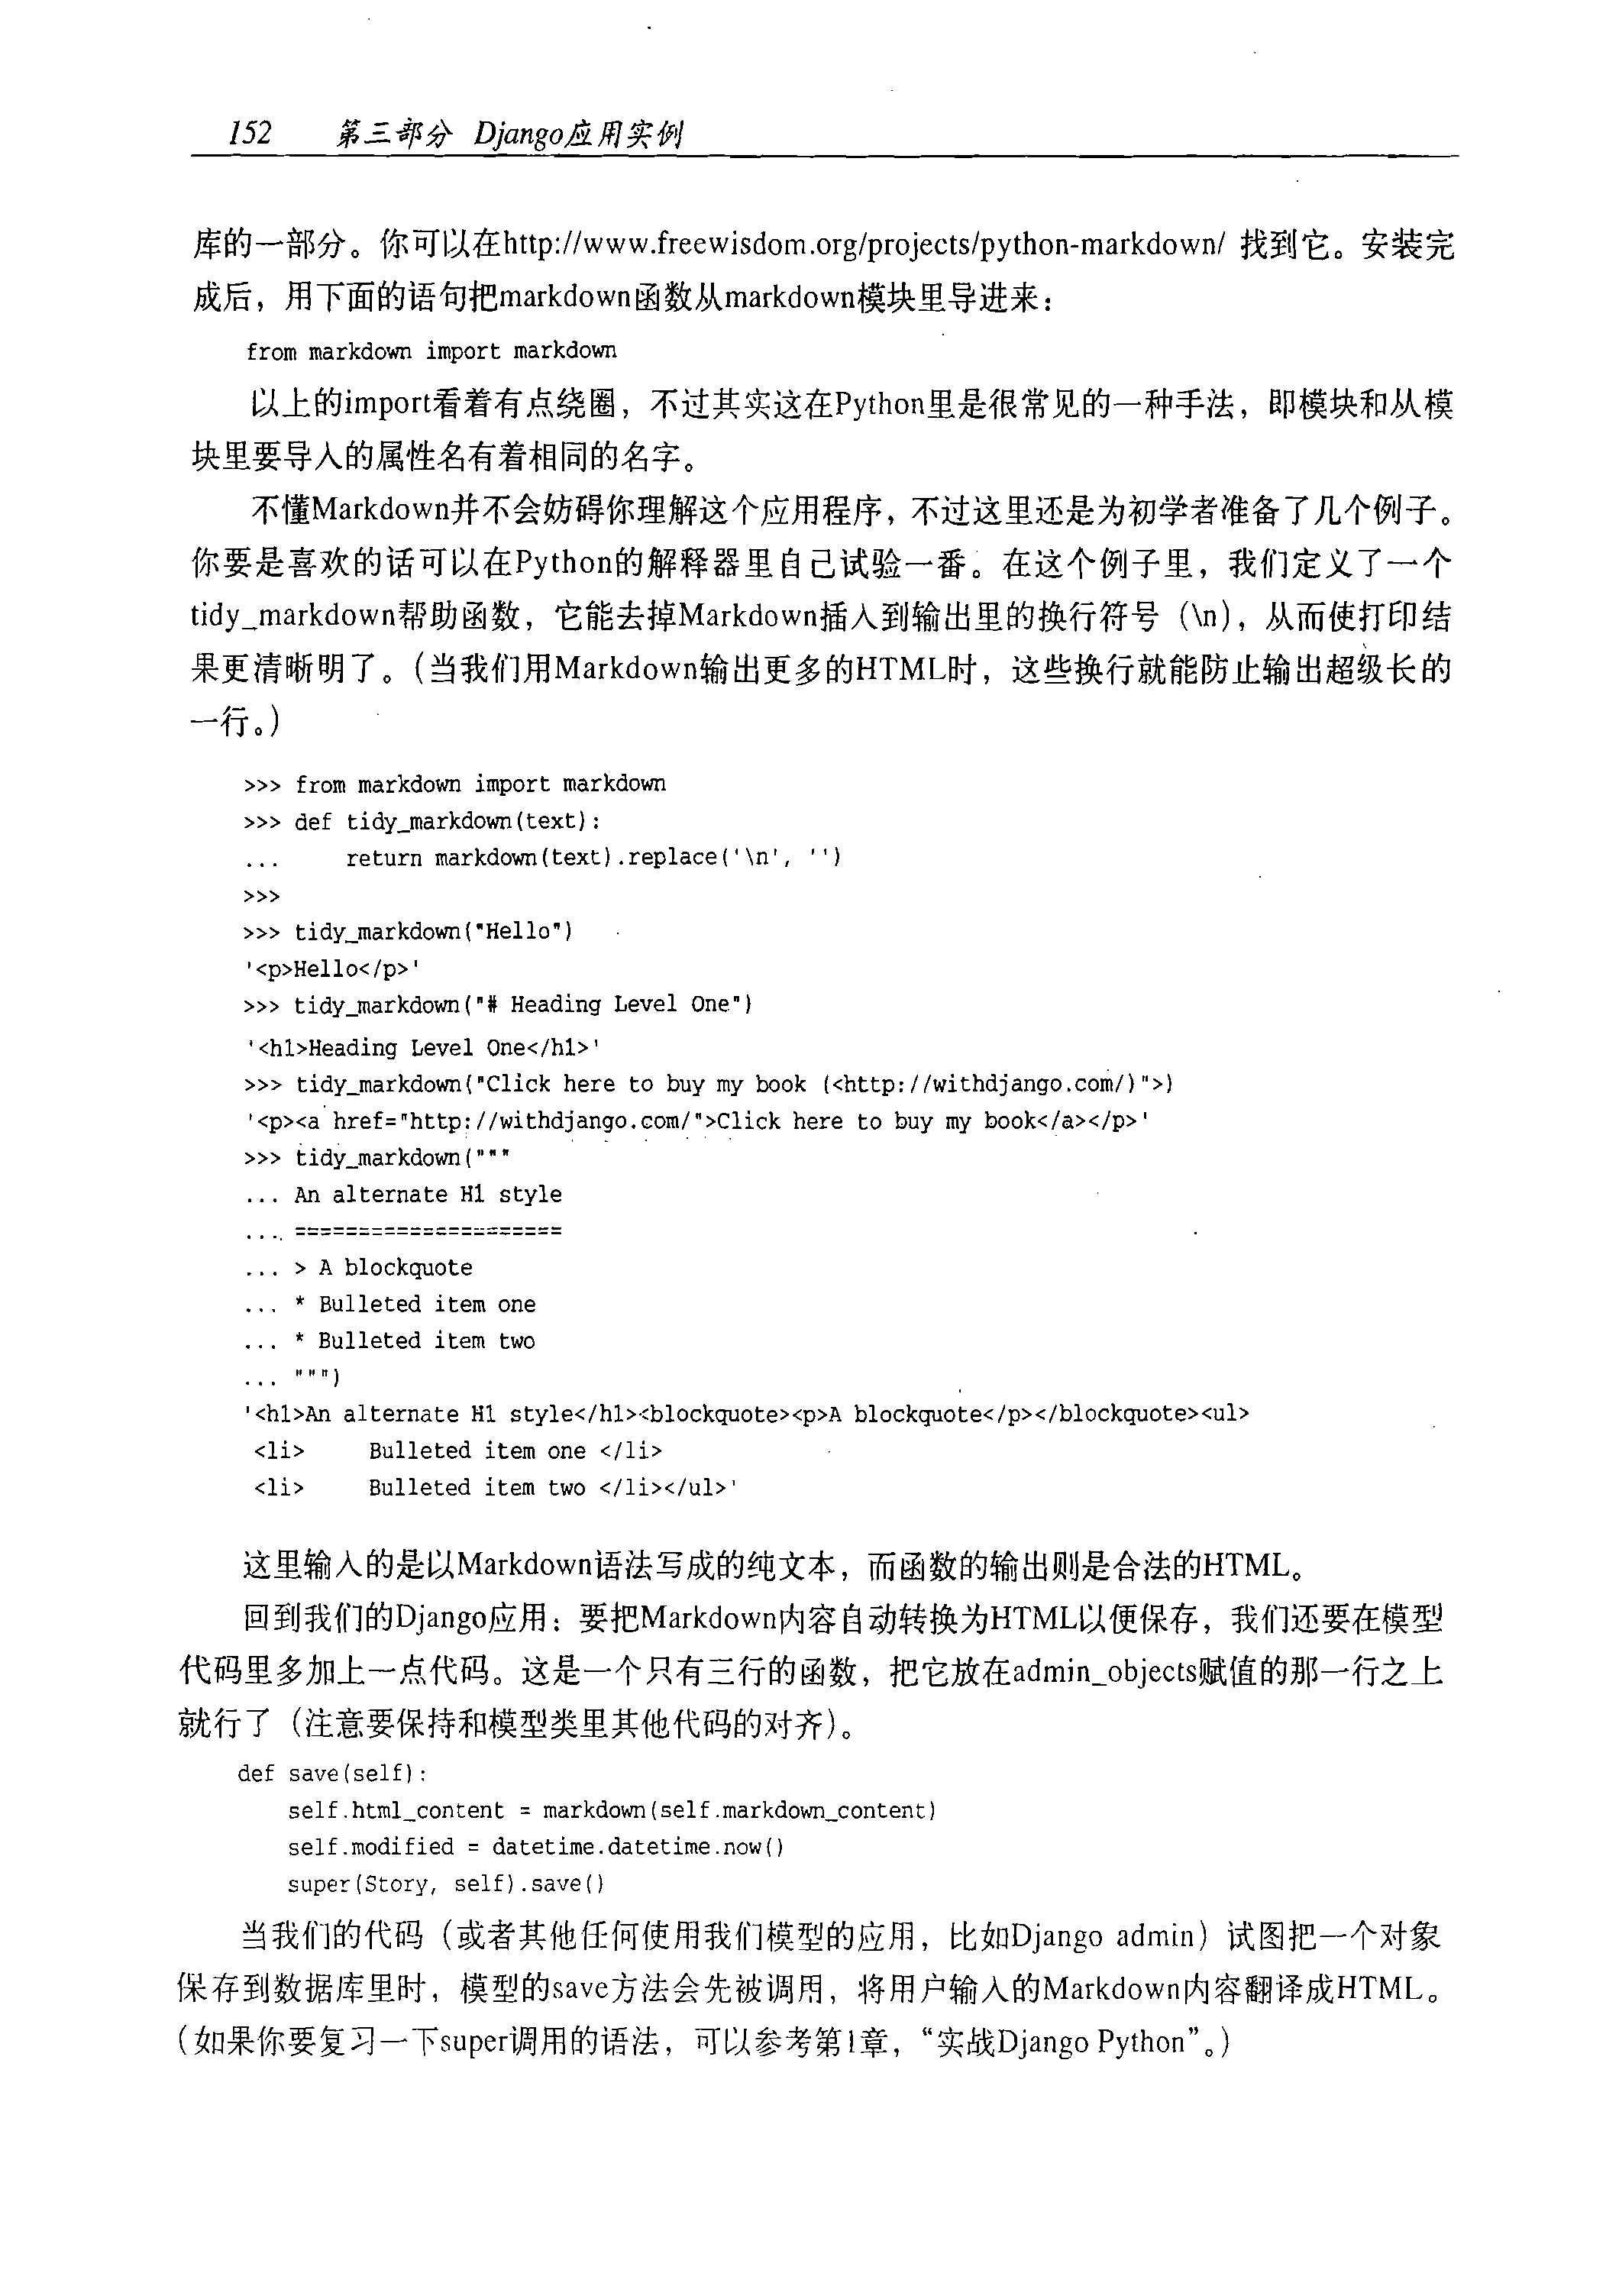 152 第三部分 Django应用实例
库的一部分。你可以在http://www.freewisdom.org/projects/python-markdown/ 找到它。安装完
成后，用下面的语句把markdown函数从markdown模块里导进来：
from markdown import markdown
以上的import看着有点绕圈，不过其实这在Python里是很常见的一种手法，即模块和从模
块里要导入的属性名有着相同的名字。
不懂Markdown并不会妨碍你理解这个应用程序，不过这里还是为初学者准备了几个例子。
你要是喜欢的话可以在Python的解释器里自己试验一番。在这个例子里，我们定义了一个
tidy_markdown帮助函数，它能去掉Markdown插入到输出里的换行符号（\n），从而使打印结
果更清晰明了。（当我们用Markdown输出更多的HTML时，这些换行就能防止输出超级长的
一行。）
>>> from markdown import markdown
>>> def tidy_markdown(text):
...     return markdown(text).replace('\n', '')
>>>
>>> tidy_markdown("Hello")
'<p>Hello</p>'
>>> tidy_markdown("# Heading Level One")
'<h1>Heading Level One</h1>'
>>> tidy_markdown("Click here to buy my book (<http://withdjango.com/)">)
'<p><a href="http://withdjango.com/">Click here to buy my book</a></p>'
>>> tidy_markdown("""
... An alternate H1 style
... =====================
... > A blockquote
... * Bulleted item one
... * Bulleted item two
... """)
'<h1>An alternate H1 style</h1><blockquote><p>A blockquote</p></blockquote><ul>
<li>     Bulleted item one </li>
<li>     Bulleted item two </li></ul>'
这里输入的是以Markdown语法写成的纯文本，而函数的输出则是合法的HTML。
回到我们的Django应用：要把Markdown内容自动转换为HTML以便保存，我们还要在模型
代码里多加上一点代码。这是一个只有三行的函数，把它放在admin_objects赋值的那一行之上
就行了（注意要保持和模型类里其他代码的对齐）。
def save(self):
    self.html_content = markdown(self.markdown_content)
    self.modified = datetime.datetime.now()
    super(Story, self).save()
当我们的代码（或者其他任何使用我们模型的应用，比如Django admin）试图把一个对象
保存到数据库里时，模型的save方法会先被调用，将用户输入的Markdown内容翻译成HTML。
（如果你要复习一下super调用的语法，可以参考第1章，“实战Django Python”。）